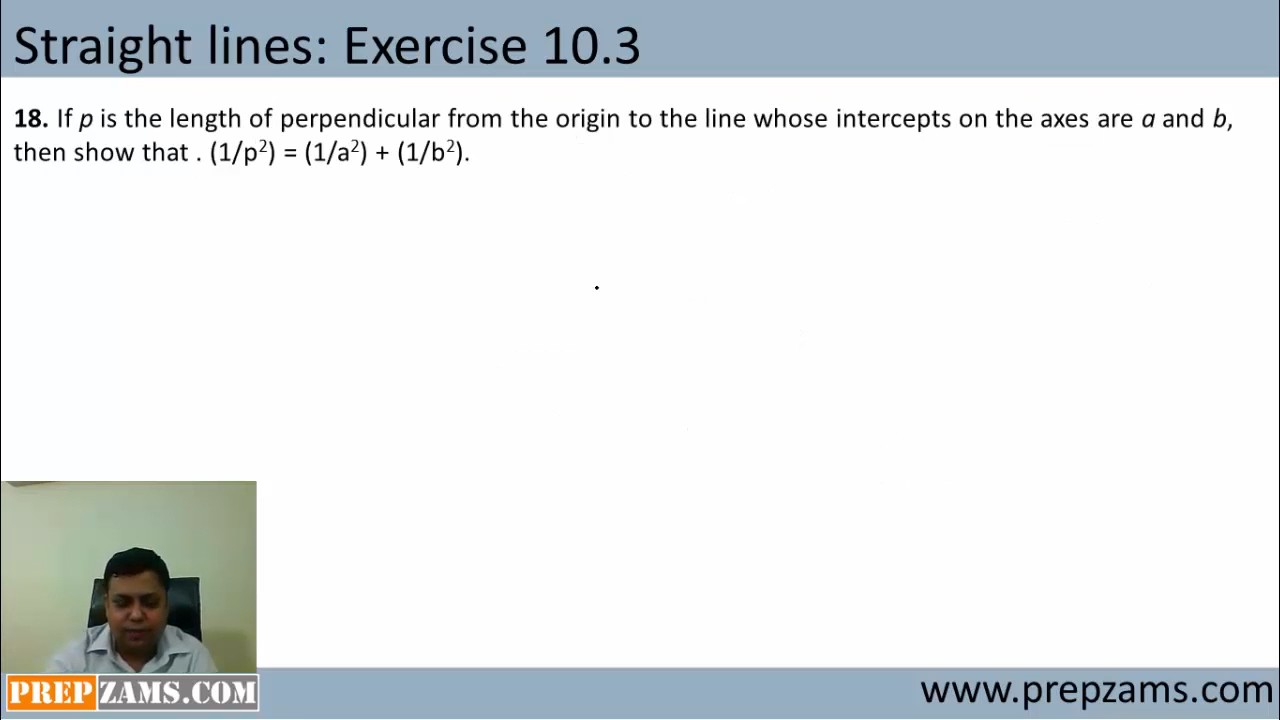 Straight lines: Exercise 10.3
18. If p is the length of perpendicular from the origin to the line whose intercepts on the axes are a and b,
then show that . (1/p²) = (1/a²) + (1/b²).
PREPZAMS.COM
www.prepzams.com